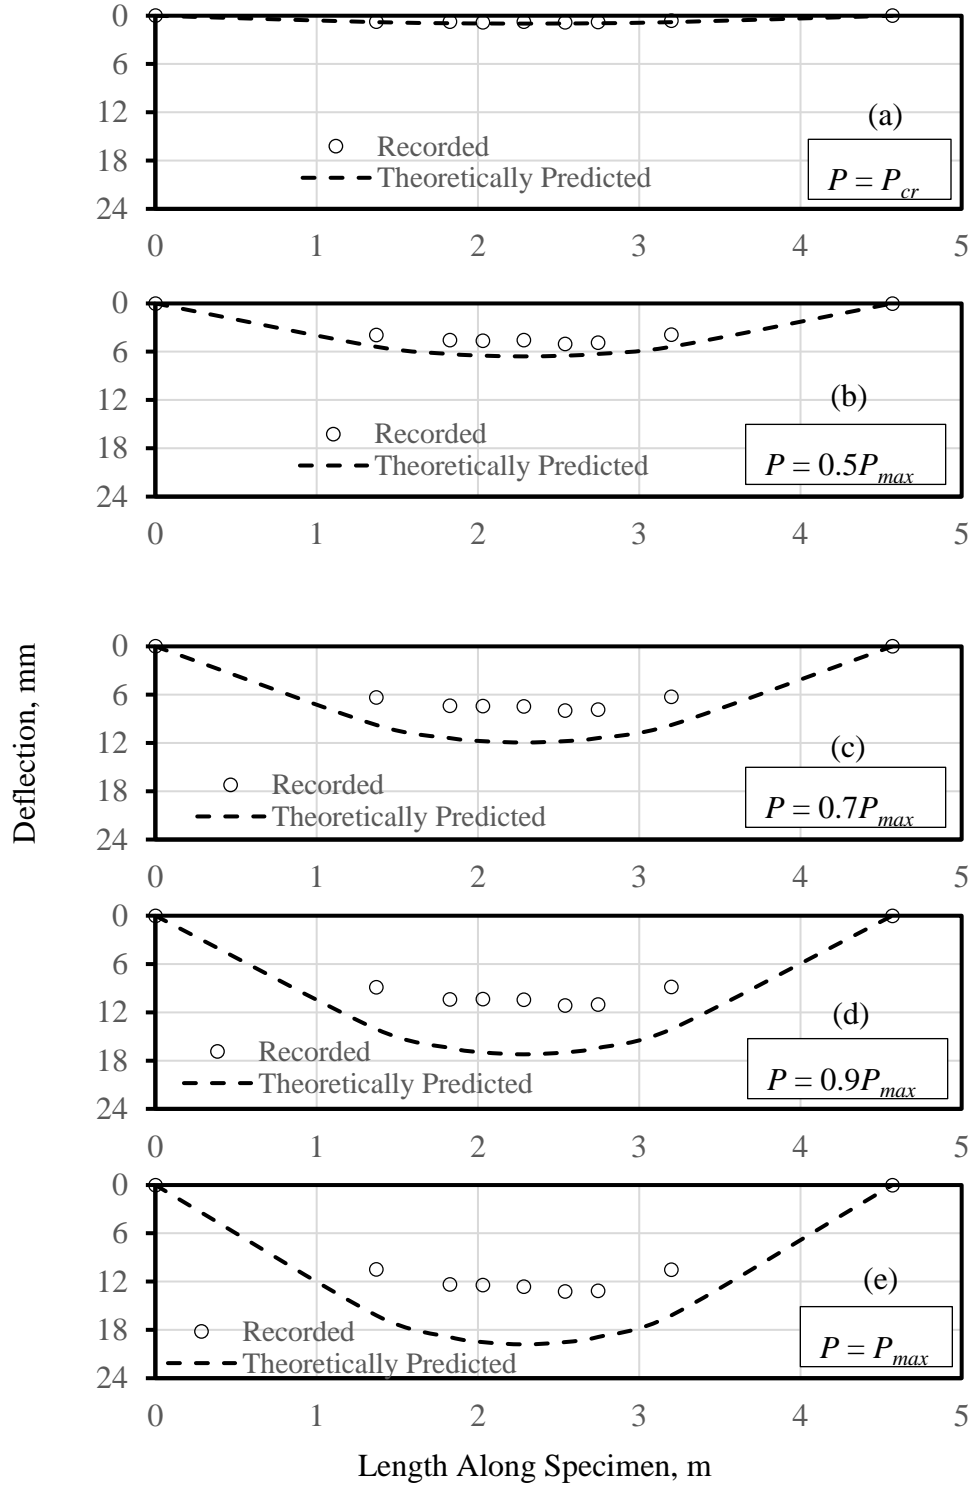 0
6
12
18
24
(a)
Recorded
Theoretically Predicted
P = Pcr
0 1 2 3 4 5
0
6
12
18
24
(b)
Recorded
Theoretically Predicted
P = 0.5Pmax
0 1 2 3 4 5
Deflection, mm
0
6
12
18
24
(c)
Recorded
Theoretically Predicted
P = 0.7Pmax
0 1 2 3 4 5
0
6
12
18
24
(d)
Recorded
Theoretically Predicted
P = 0.9Pmax
0 1 2 3 4 5
0
6
12
18
24
(e)
Recorded
Theoretically Predicted
P = Pmax
0 1 2 3 4 5
Length Along Specimen, m